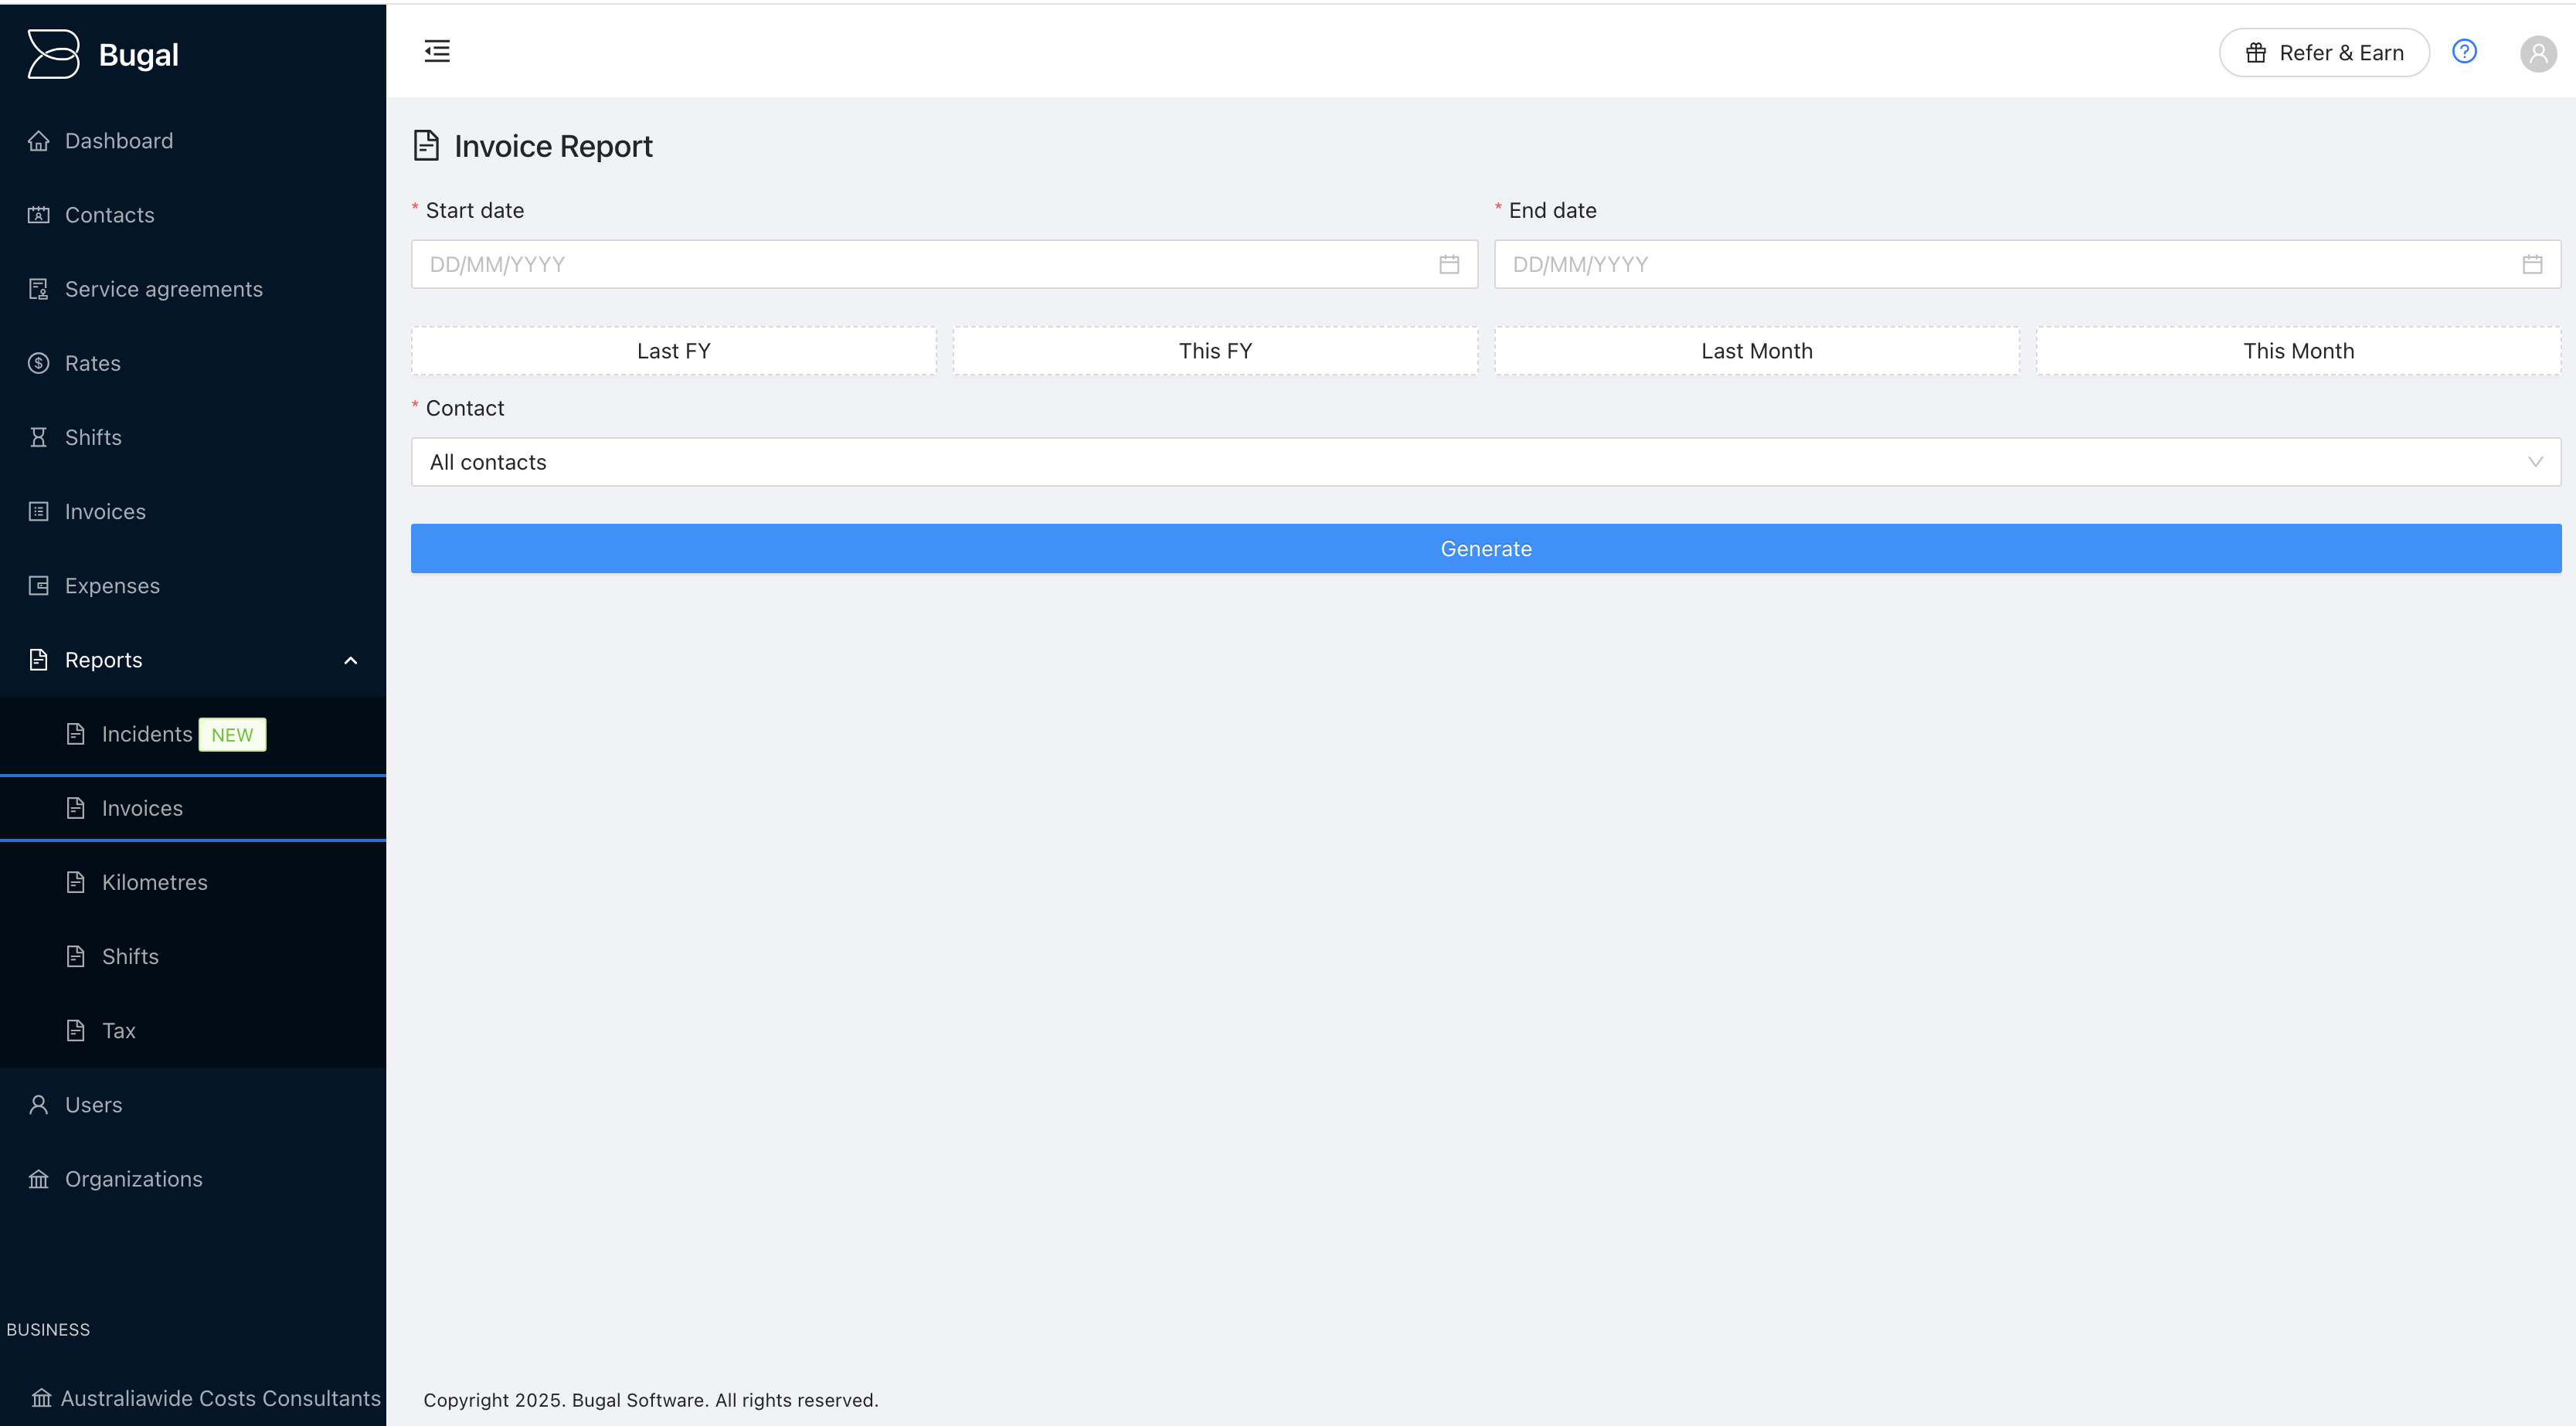 Bugal
Refer & Earn
Dashboard
Contacts
Service agreements
Rates
Shifts
Invoices
Expenses
Reports
Incidents NEW
Invoices
Kilometres
Shifts
Tax
Users
Organizations
BUSINESS
Australiawide Costs Consultants
Invoice Report
* Start date
* End date
DD/MM/YYYY
DD/MM/YYYY
Last FY
This FY
Last Month
This Month
* Contact
All contacts
Generate
Copyright 2025. Bugal Software. All rights reserved.